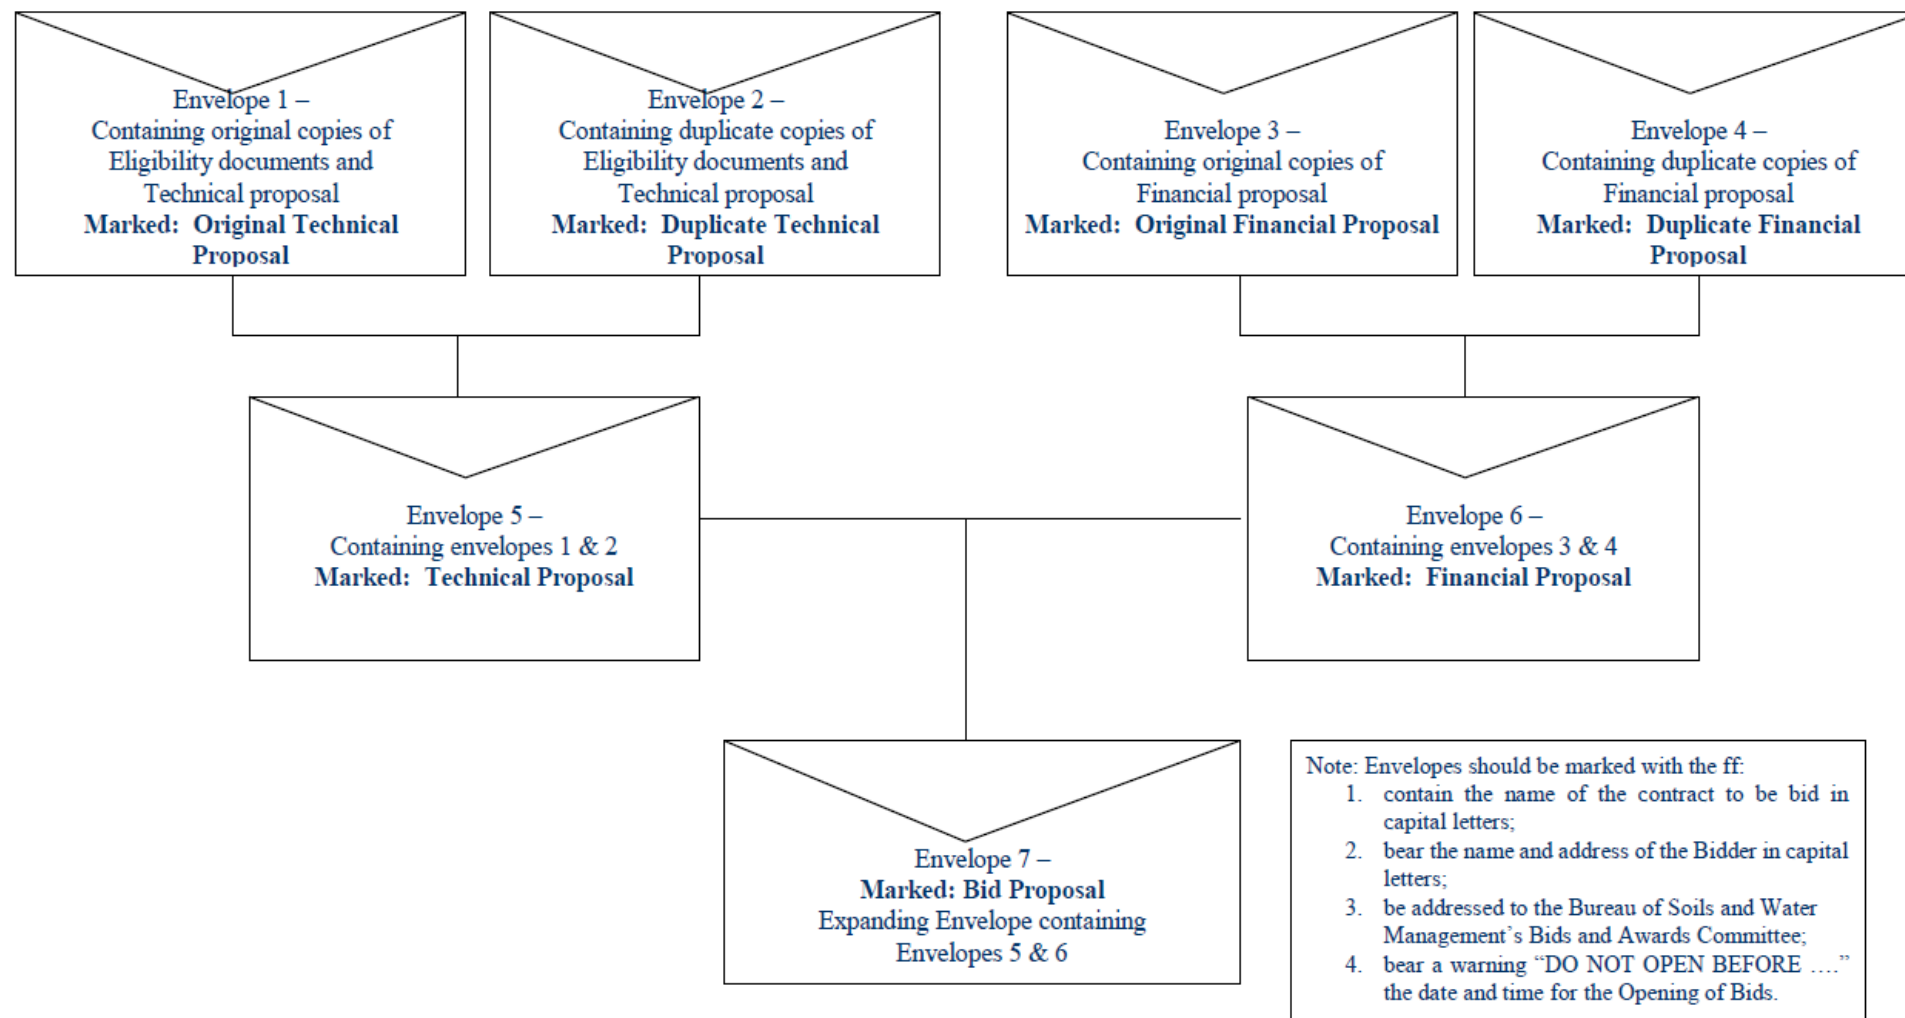 Envelope 1 –
Containing original copies of
Eligibility documents and
Technical proposal
Marked:  Original Technical
Proposal
Envelope 2 –
Containing duplicate copies of
Eligibility documents and
Technical proposal
Marked:  Duplicate Technical
Proposal
Envelope 3 –
Containing original copies of
Financial proposal
Marked:  Original Financial Proposal
Envelope 4 –
Containing duplicate copies of
Financial proposal
Marked:  Duplicate Financial
Proposal
Envelope 5 –
Containing envelopes 1 & 2
Marked:  Technical Proposal
Envelope 6 –
Containing envelopes 3 & 4
Marked:  Financial Proposal
Envelope 7 –
Marked: Bid Proposal
Expanding Envelope containing
Envelopes 5 & 6
Note: Envelopes should be marked with the ff:
1. contain the name of the contract to be bid in
capital letters;
2. bear the name and address of the Bidder in capital
letters;
3. be addressed to the Bureau of Soils and Water
Management’s Bids and Awards Committee;
4. bear a warning “DO NOT OPEN BEFORE ….”
the date and time for the Opening of Bids.